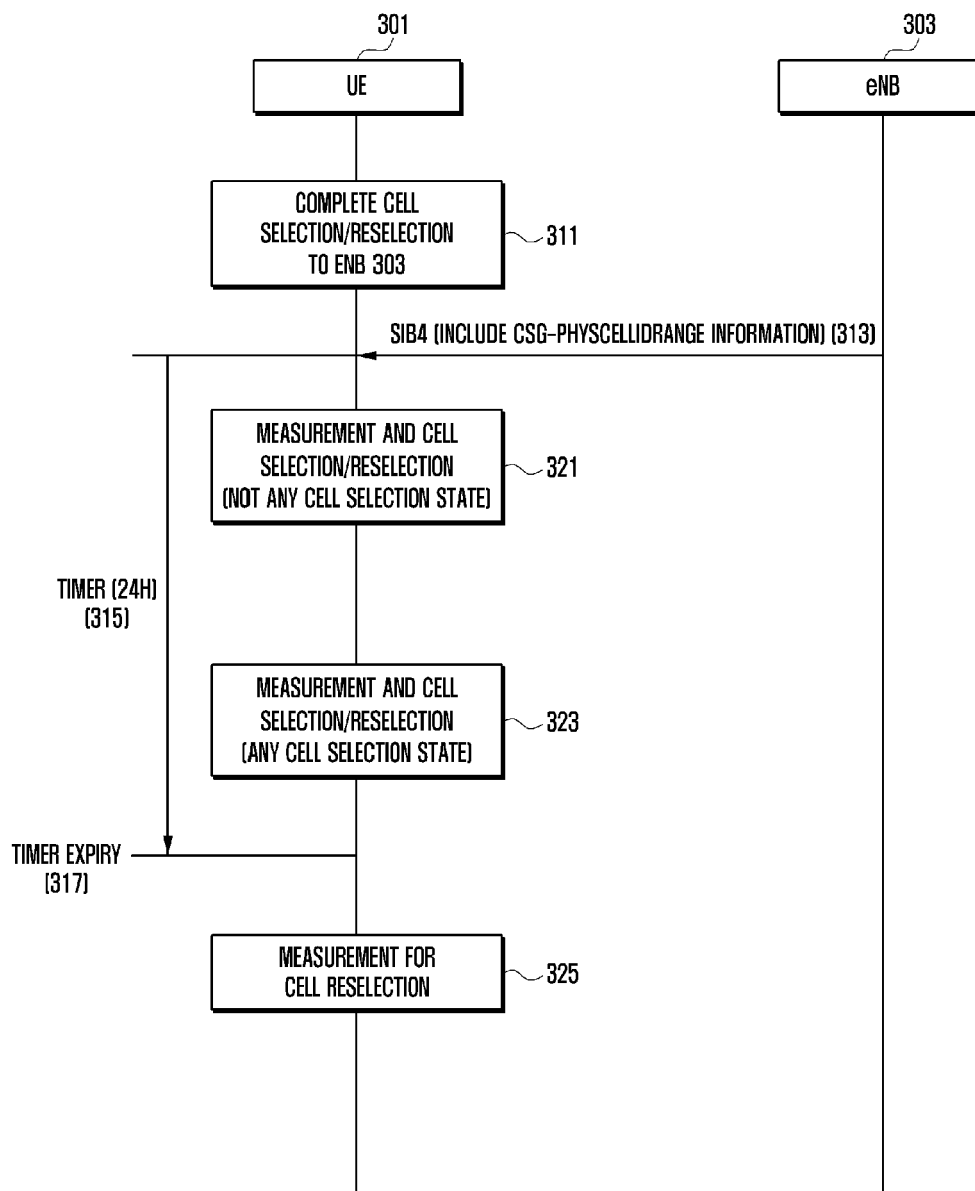 301
303
UE
eNB
COMPLETE CELL
SELECTION/RESELECTION
TO ENB 303
311
SIB4 (INCLUDE CSG-PHYSCELLIDRANGE INFORMATION) (313)
MEASUREMENT AND CELL
SELECTION/RESELECTION
(NOT ANY CELL SELECTION STATE)
321
TIMER (24H)
(315)
MEASUREMENT AND CELL
SELECTION/RESELECTION
(ANY CELL SELECTION STATE)
323
TIMER EXPIRY
(317)
MEASUREMENT FOR
CELL RESELECTION
325